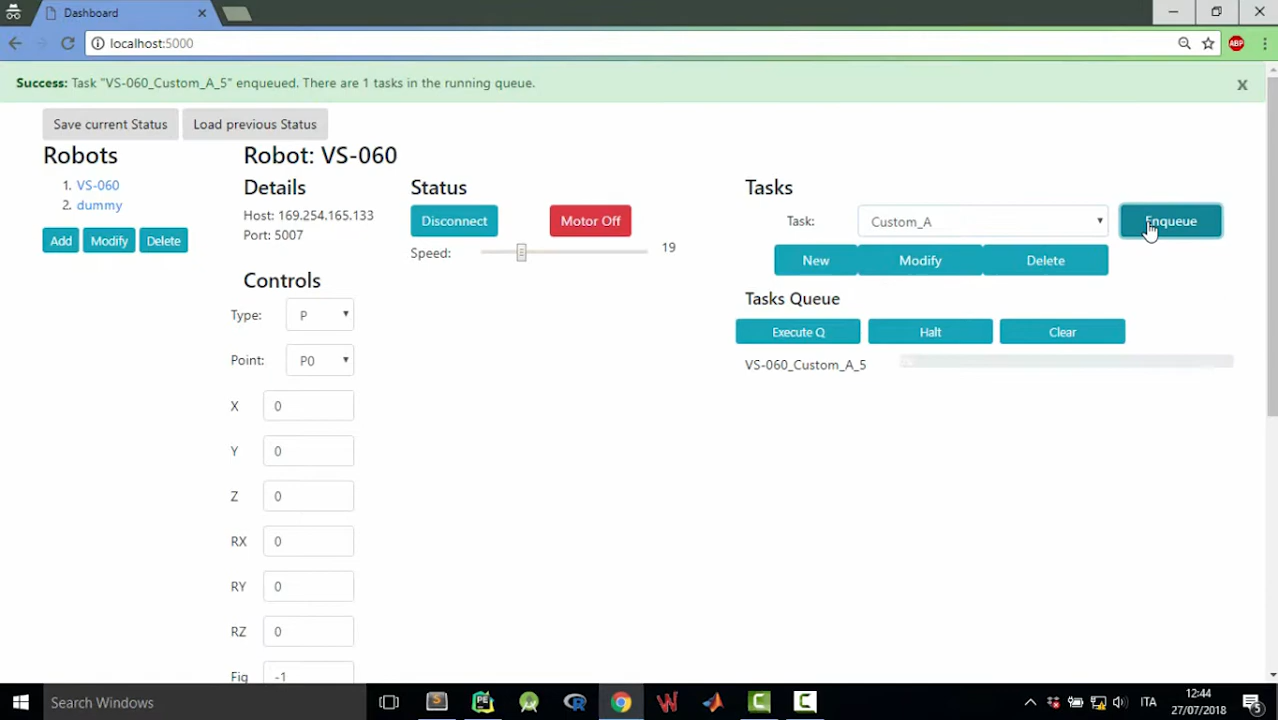 Dashboard
localhost:5000
ABP
Success: Task "VS-060_Custom_A_5" enqueued. There are 1 tasks in the running queue.
x
Save current Status
Load previous Status
Robots
1. VS-060
2. dummy
Add
Modify
Delete
Robot: VS-060
Details
Host: 169.254.165.133
Port: 5007
Status
Disconnect
Motor Off
Speed:
19
Controls
Type:
P
Point:
P0
X
0
Y
0
Z
0
RX
0
RY
0
RZ
0
Fig
-1
Tasks
Task:
Custom_A
Enqueue
New
Modify
Delete
Tasks Queue
Execute Q
Halt
Clear
VS-060_Custom_A_5
Search Windows
ITA
12:44
27/07/2018
5